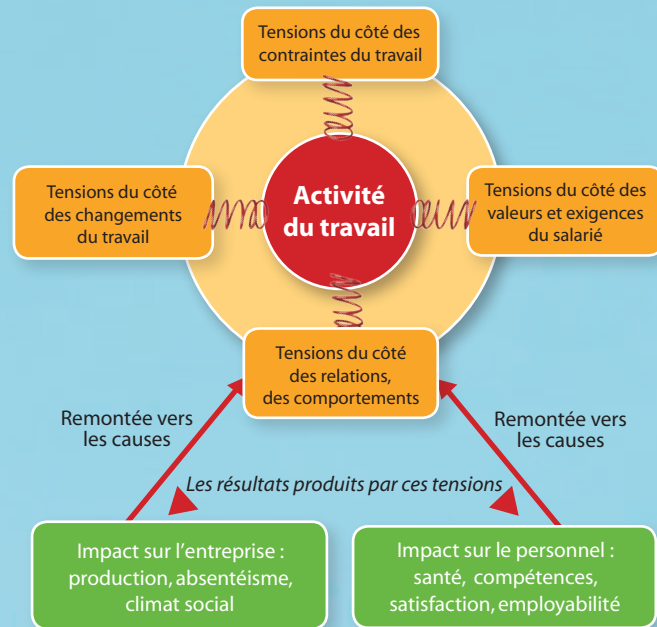 Tensions du côté des
contraintes du travail
Tensions du côté
des changements
du travail
Activité
du travail
Tensions du côté des
valeurs et exigences
du salarié
Tensions du côté
des relations,
des comportements
Remontée vers
les causes
Remontée vers
les causes
Les résultats produits par ces tensions
Impact sur l’entreprise :
production, absentéisme,
climat social
Impact sur le personnel :
santé, compétences,
satisfaction, employabilité